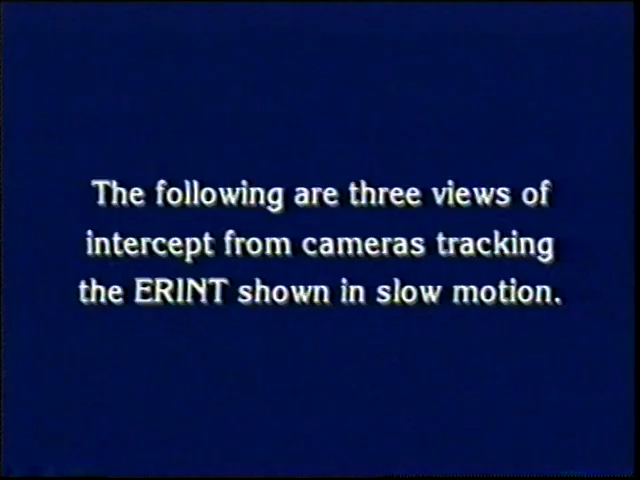 The following are three views of
intercept from cameras tracking
the ERINT shown in slow motion.